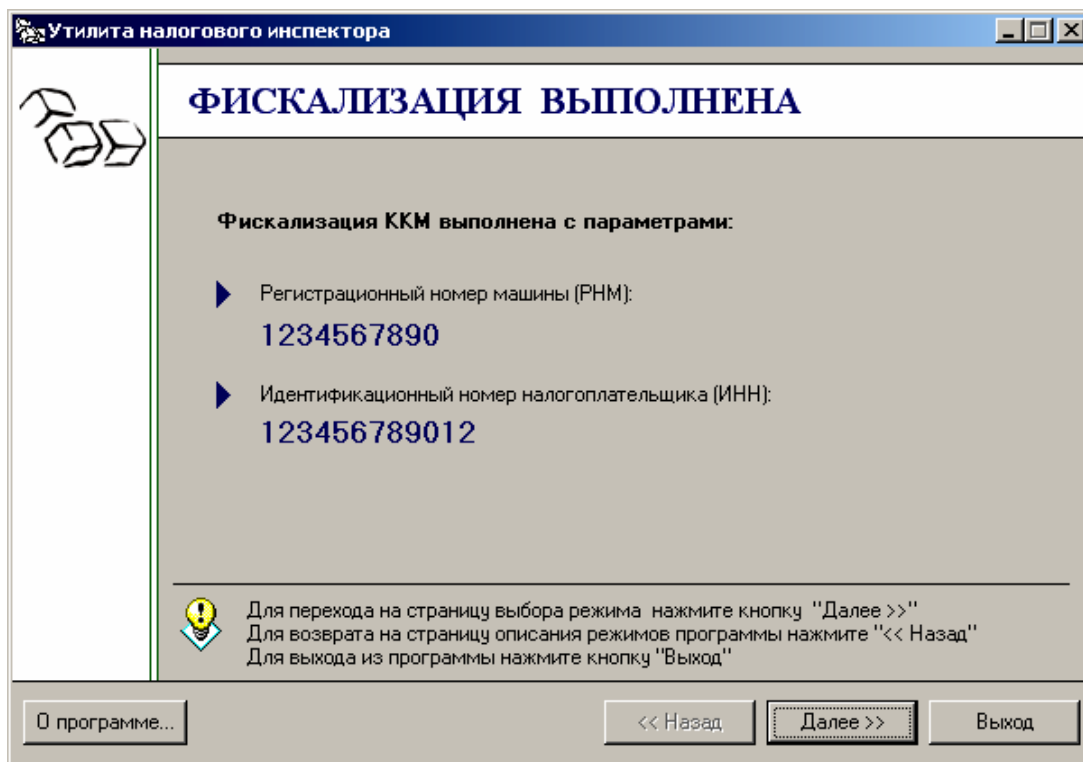 Утилита налогового инспектора
ФИСКАЛИЗАЦИЯ ВЫПОЛНЕНА
Фискализация ККМ выполнена с параметрами:
Регистрационный номер машины (РНМ):
1234567890
Идентификационный номер налогоплательщика (ИНН):
123456789012
Для перехода на страницу выбора режима нажмите кнопку "Далее >>"
Для возврата на страницу описания режимов программы нажмите "<< Назад"
Для выхода из программы нажмите кнопку "Выход"
О программе... << Назад Далее >> Выход